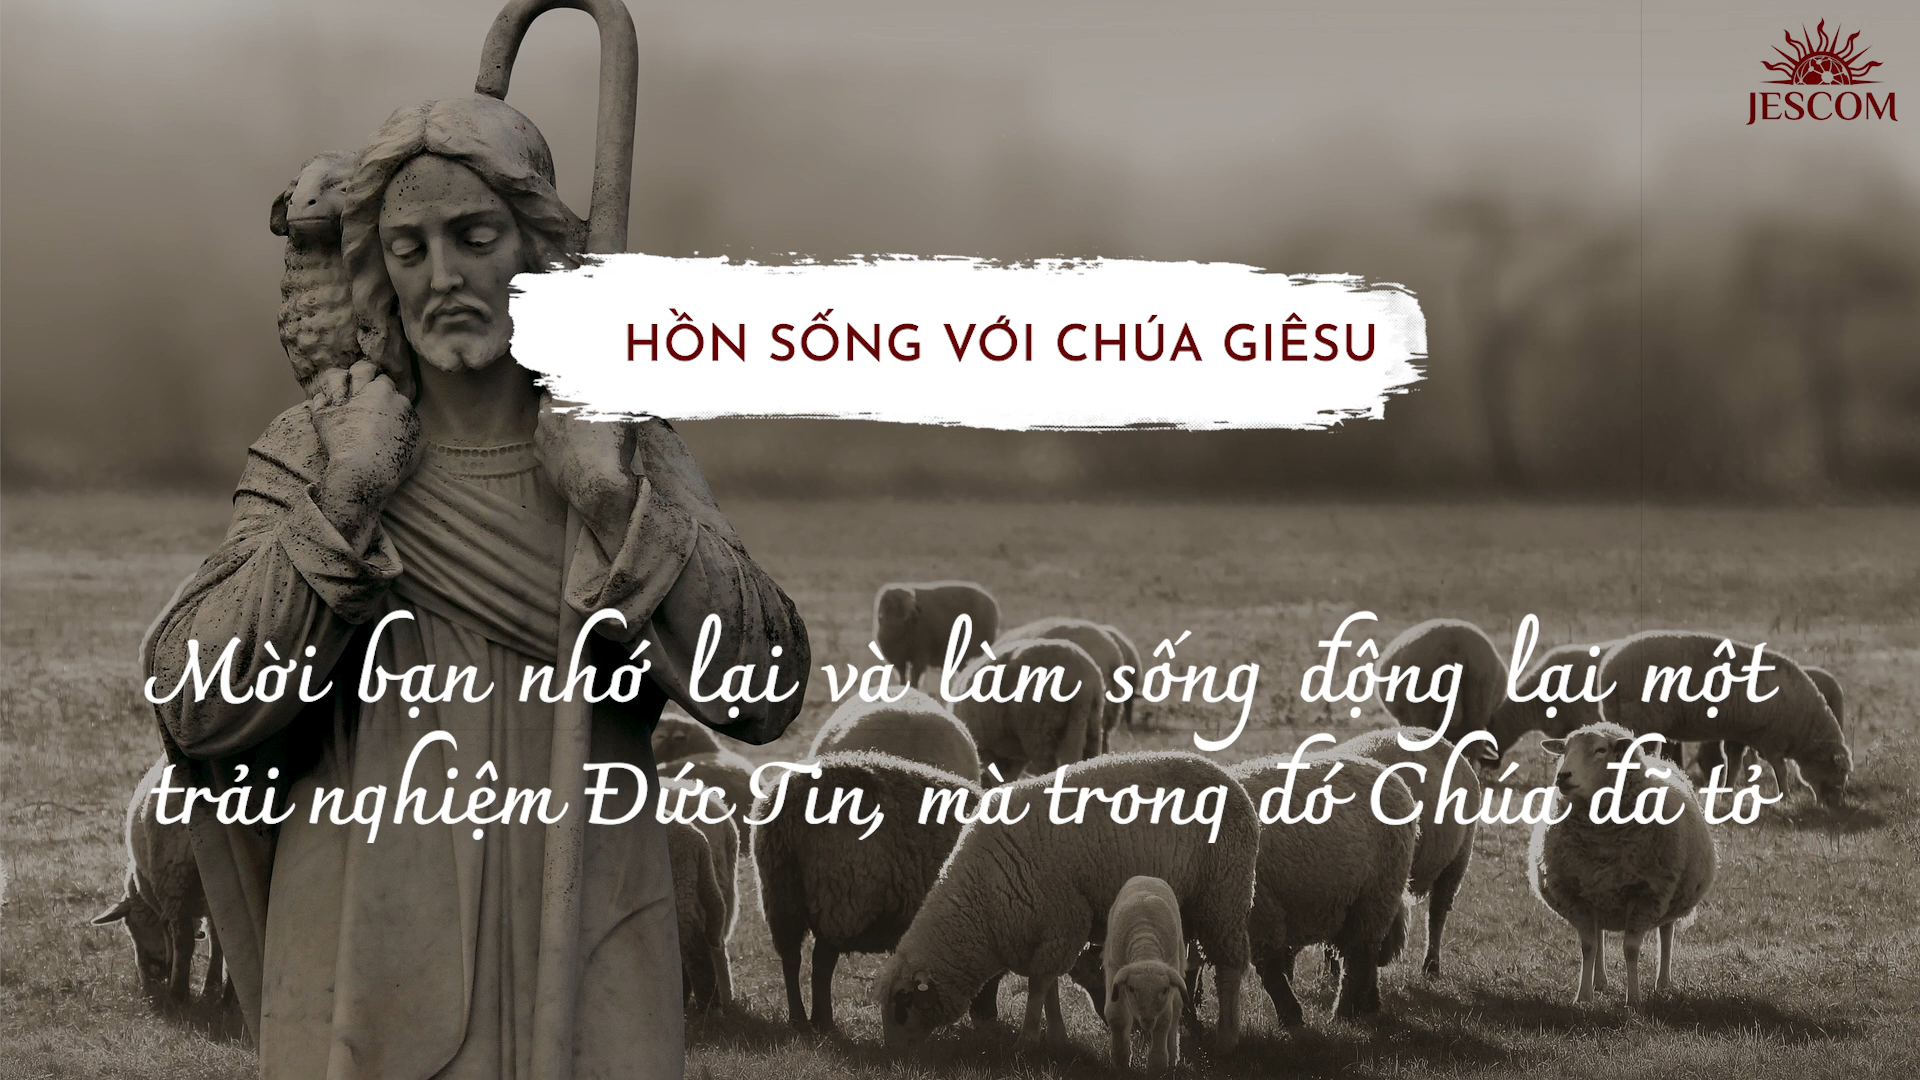 JESCOM
HỒN SỐNG VỚI CHÚA GIÊSU
Mời bạn nhớ lại và làm sống động lại một
trải nghiệm Đức Tin, mà trong đó Chúa đã tỏ